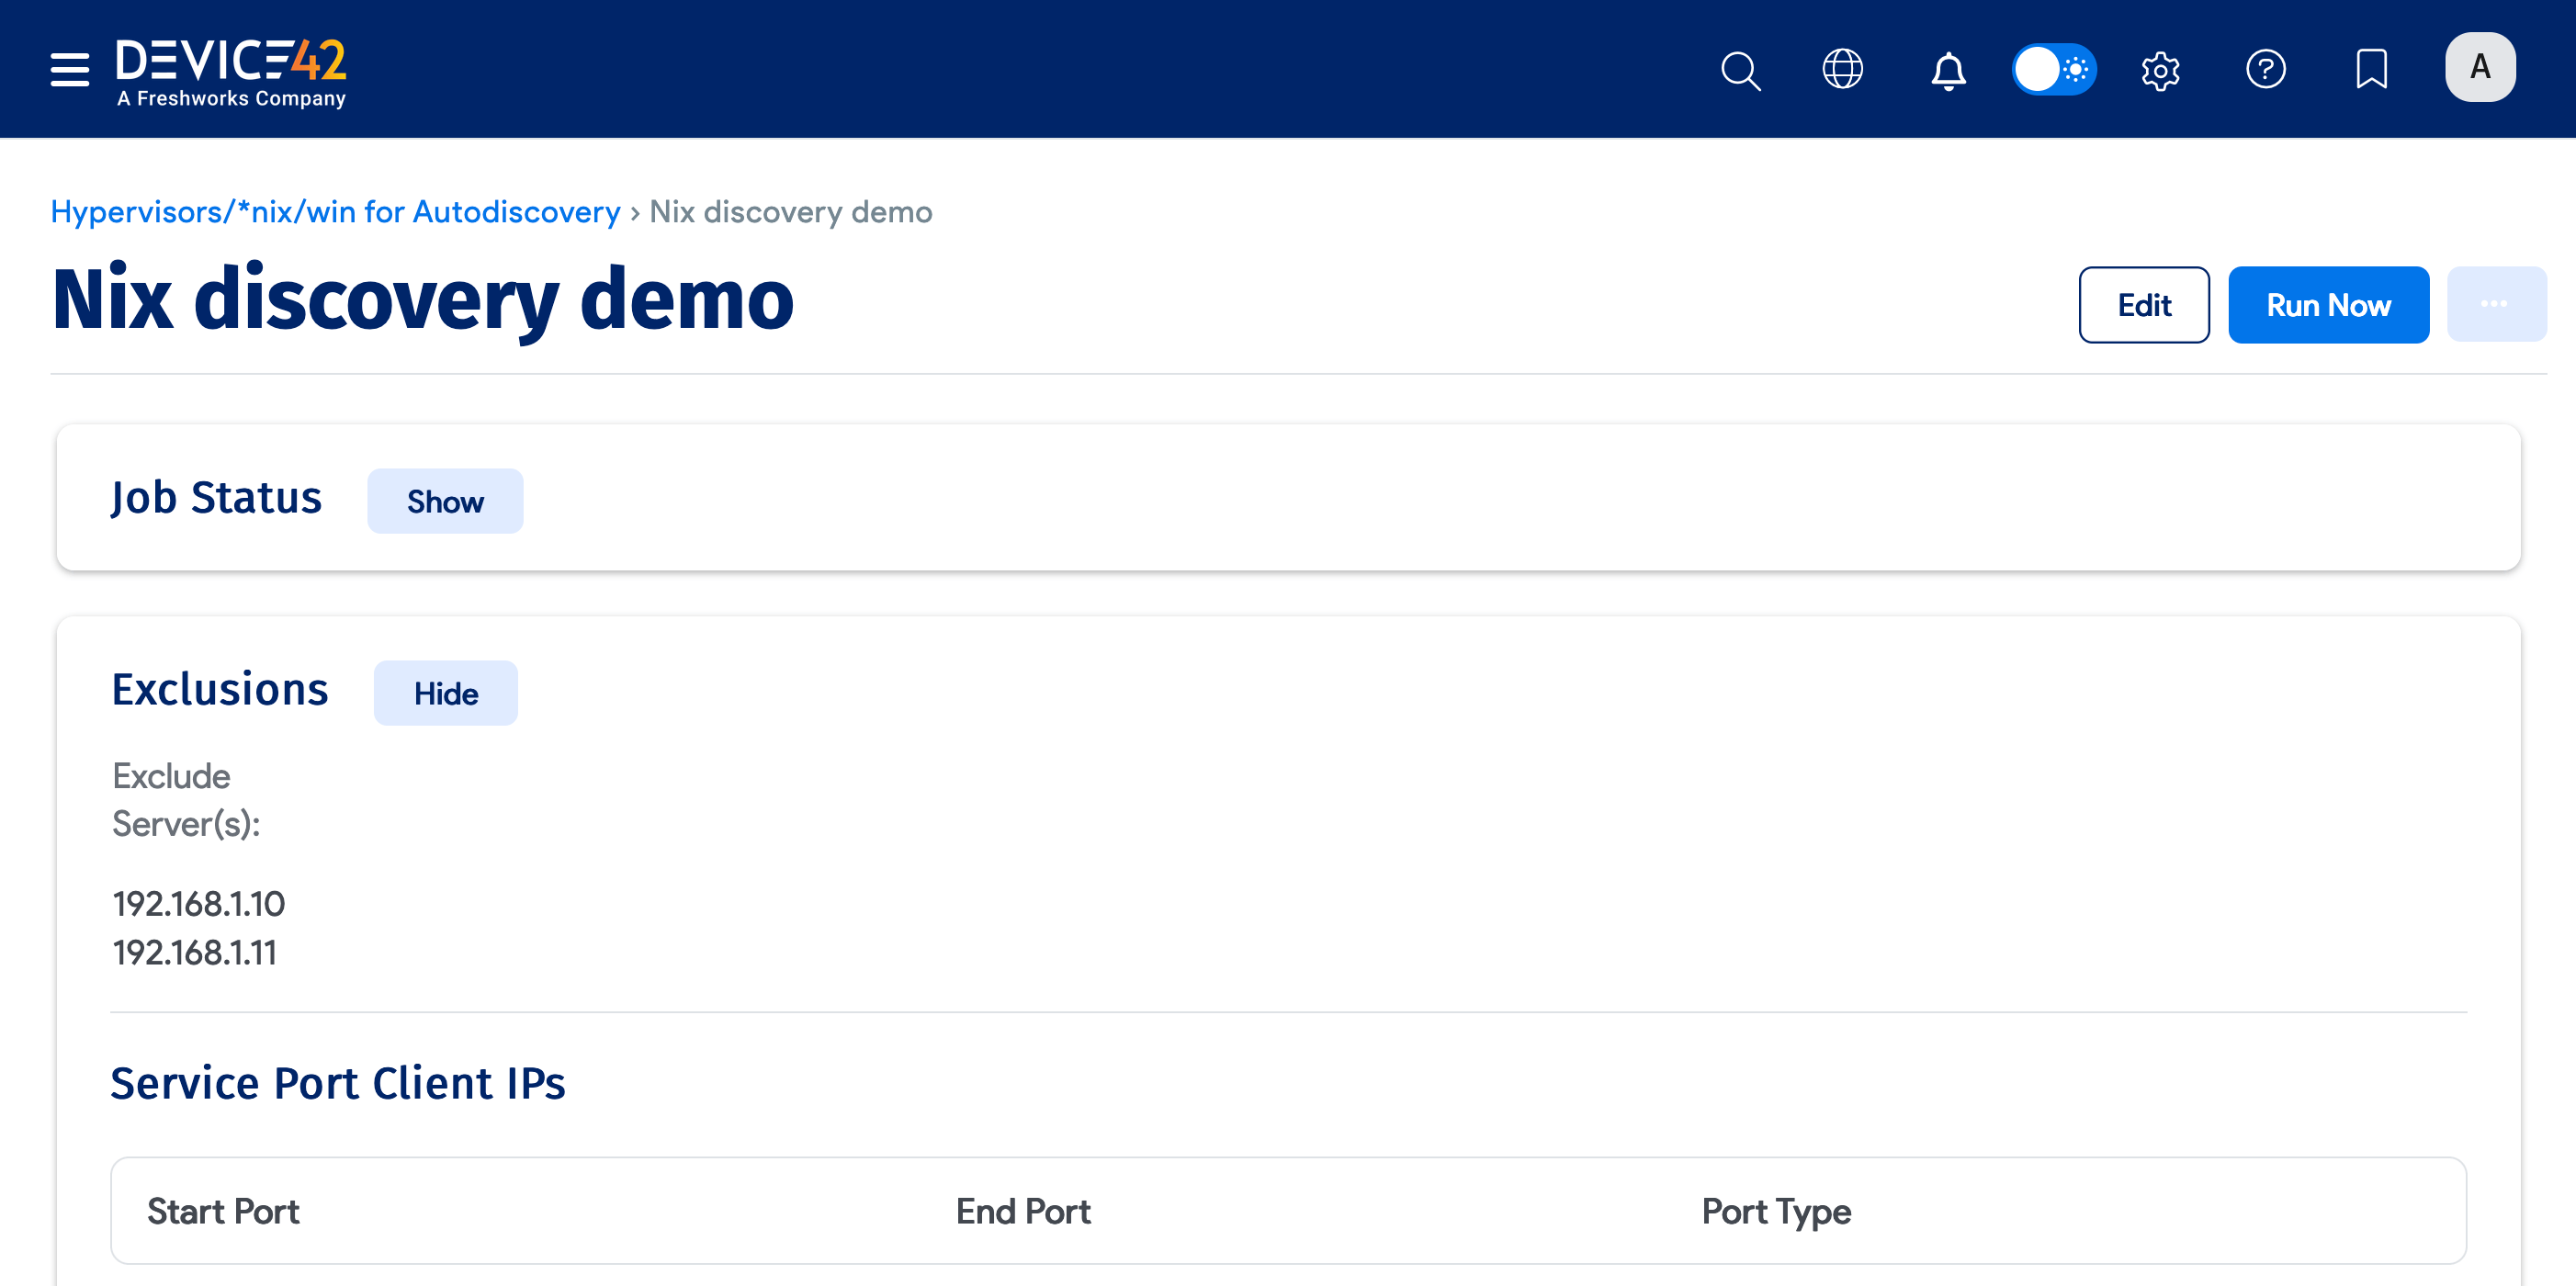 DEVICE42
A Freshworks Company
A
Hypervisors/*nix/win for Autodiscovery › Nix discovery demo
Nix discovery demo
Edit
Run Now
...
Job Status
Show
Exclusions
Hide
Exclude
Server(s):
192.168.1.10
192.168.1.11
Service Port Client IPs
Start Port
End Port
Port Type